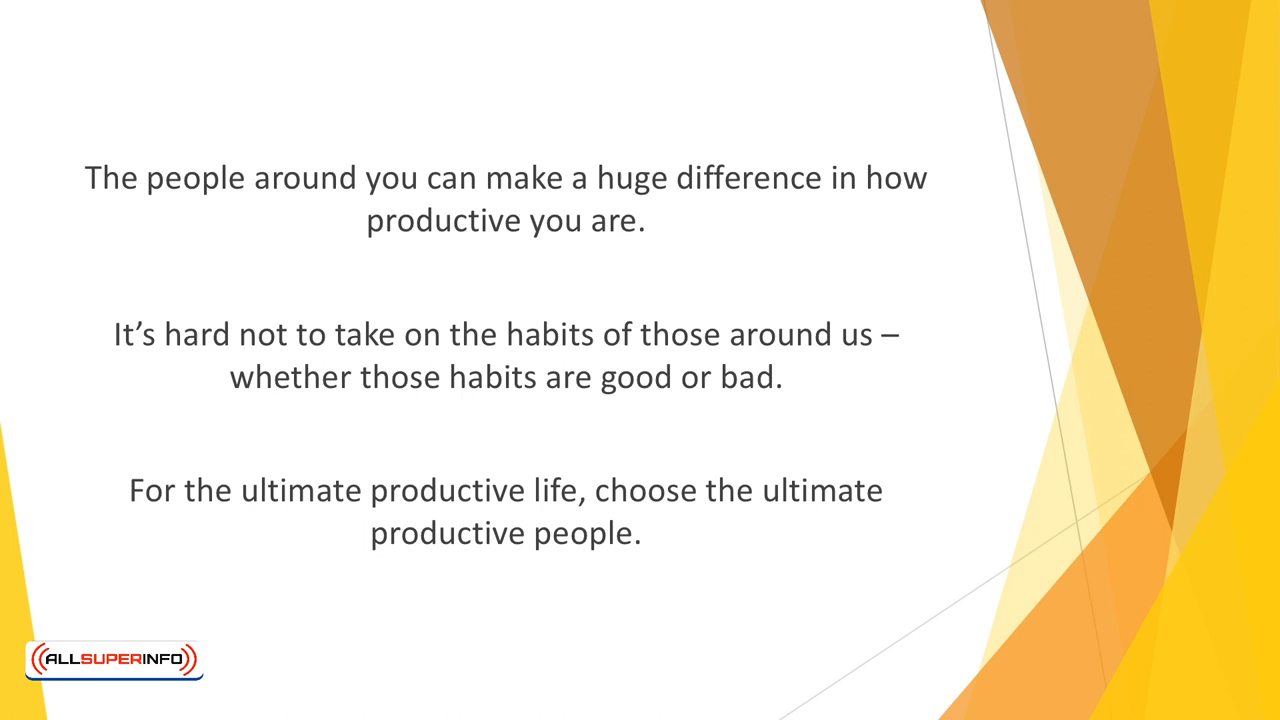 The people around you can make a huge difference in how
productive you are.
It’s hard not to take on the habits of those around us –
whether those habits are good or bad.
For the ultimate productive life, choose the ultimate
productive people.
ALLSUPERINFO